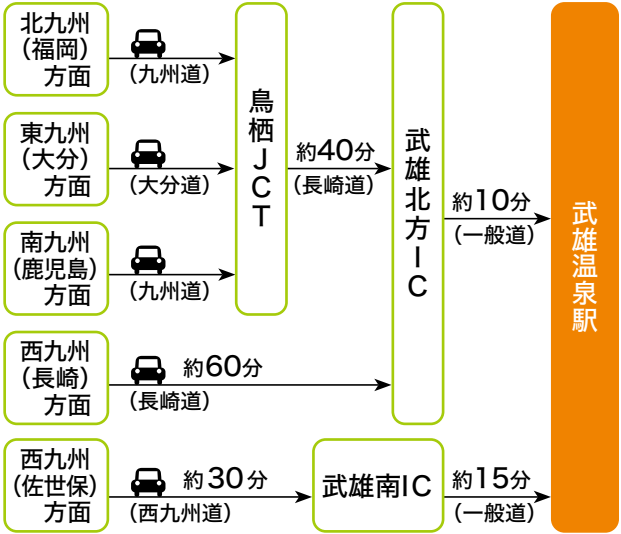 北九州
（福岡）
方面
（九州道）
東九州
（大分）
方面
（大分道）
南九州
（鹿児島）
方面
（九州道）
鳥栖JCT
約40分
（長崎道）
西九州
（長崎）
方面
約60分
（長崎道）
武雄北方IC
約10分
（一般道）
西九州
（佐世保）
方面
約30分
（西九州道）
武雄南IC
約15分
（一般道）
武雄温泉駅